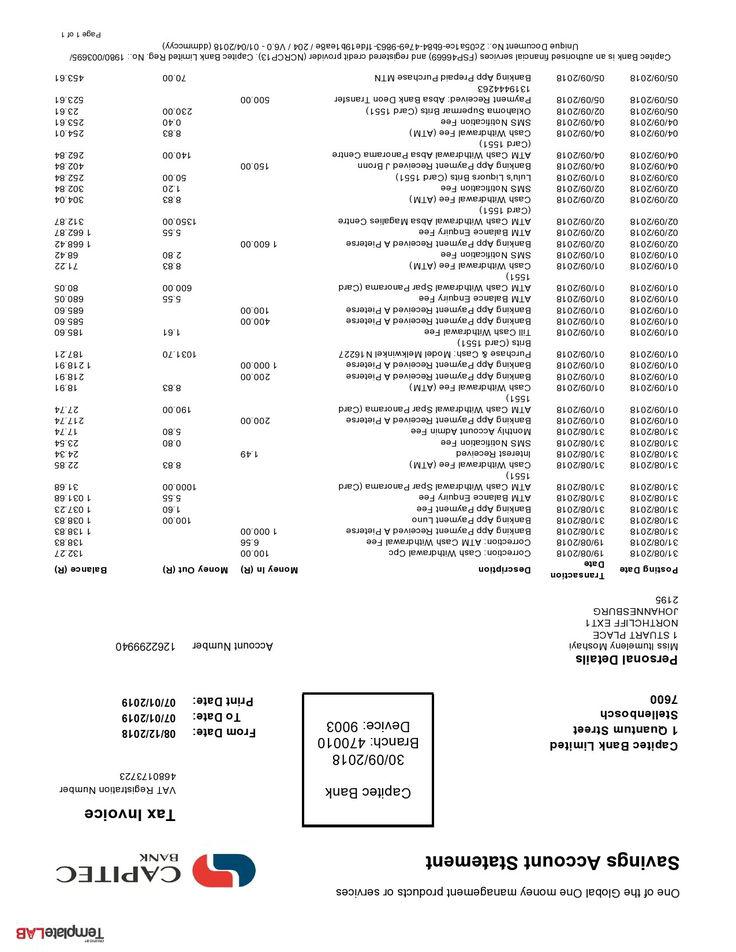 TemplateLAB
One of the Global One money management products or services
Savings Account Statement
CAPITEC
BANK
Tax Invoice
VAT Registration Number
4680173723
Capitec Bank
30/09/2018
Branch: 470010
Device: 9003
Capitec Bank Limited
1 Quantum Street
Stellenbosch
7600
From Date: 08/12/2018
To Date: 07/01/2019
Print Date: 07/01/2019
Personal Details
Miss Itumeleny Moshayi
1 STUART PLACE
NORTHCLIFF EXT1
JOHANNESBURG
2195
Account Number 1262299940
Posting Date Transaction Date Description Money In (R) Money Out (R) Balance (R)
31/08/2018 19/08/2018 Correction: Cash Withdrawal Cpc 100.00 132.27
31/08/2018 19/08/2018 Correction: ATM Cash Withdrawal Fee 6.56 138.83
31/08/2018 31/08/2018 Banking App Payment Received A Pieterse 1 000.00 1 138.83
31/08/2018 31/08/2018 Banking App Payment Luno 100.00 1 038.83
31/08/2018 31/08/2018 Banking App Payment Fee 1.60 1 037.23
31/08/2018 31/08/2018 ATM Balance Enquiry Fee 5.55 1 031.68
31/08/2018 31/08/2018 ATM Cash Withdrawal Spar Panorama (Card 1000.00 31.68
1551)
31/08/2018 31/08/2018 Cash Withdrawal Fee (ATM) 8.83 22.85
31/08/2018 31/08/2018 Interest Received 1.49 24.34
31/08/2018 31/08/2018 SMS Notification Fee 0.80 23.54
31/08/2018 31/08/2018 Monthly Account Admin Fee 5.80 17.74
01/09/2018 01/09/2018 Banking App Payment Received A Pieterse 200.00 217.74
01/09/2018 01/09/2018 ATM Cash Withdrawal Spar Panorama (Card 190.00 27.74
1551)
01/09/2018 01/09/2018 Cash Withdrawal Fee (ATM) 8.83 18.91
01/09/2018 01/09/2018 Banking App Payment Received A Pieterse 200.00 218.91
01/09/2018 01/09/2018 Banking App Payment Received A Pieterse 1 000.00 1 218.91
01/09/2018 01/09/2018 Purchase & Cash: Model Melkwinkel N16227 1031.70 187.21
Brits (Card 1551)
01/09/2018 01/09/2018 Till Cash Withdrawal Fee 1.61 185.60
01/09/2018 01/09/2018 Banking App Payment Received A Pieterse 400.00 585.60
01/09/2018 01/09/2018 Banking App Payment Received A Pieterse 100.00 685.60
01/09/2018 01/09/2018 ATM Balance Enquiry Fee 5.55 680.05
01/09/2018 01/09/2018 ATM Cash Withdrawal Spar Panorama (Card 600.00 80.05
1551)
01/09/2018 01/09/2018 Cash Withdrawal Fee (ATM) 8.83 71.22
01/09/2018 01/09/2018 SMS Notification Fee 2.80 68.42
02/09/2018 02/09/2018 Banking App Payment Received A Pieterse 1 600.00 1 668.42
02/09/2018 02/09/2018 ATM Balance Enquiry Fee 5.55 1 662.87
02/09/2018 02/09/2018 ATM Cash Withdrawal Absa Magalies Centre 1350.00 312.87
(Card 1551)
02/09/2018 02/09/2018 Cash Withdrawal Fee (ATM) 8.83 304.04
02/09/2018 02/09/2018 SMS Notification Fee 1.20 302.84
03/09/2018 01/09/2018 Lulu's Liquors Brits (Card 1551) 50.00 252.84
04/09/2018 04/09/2018 Banking App Payment Received J Bronn 150.00 402.84
04/09/2018 04/09/2018 ATM Cash Withdrawal Absa Panorama Centre 140.00 262.84
(Card 1551)
04/09/2018 04/09/2018 Cash Withdrawal Fee (ATM) 8.83 254.01
04/09/2018 04/09/2018 SMS Notification Fee 0.40 253.61
05/09/2018 02/09/2018 Oklahoma Supermar Brits (Card 1551) 230.00 23.61
05/09/2018 05/09/2018 Payment Received: Absa Bank Deon Transfer 500.00 523.61
1319444263
05/09/2018 05/09/2018 Banking App Prepaid Purchase MTN 70.00 453.61
Capitec Bank is an authorised financial services (FSP46669) and registered credit provider (NCRCP13). Capitec Bank Limited Reg. No.: 1980/003695/
Unique Document No.: 2c05a1ce-6b84-47e9-9863-1fde19b1ea8e / 204 / V6.0 - 01/04/2018 (ddmmccyy)
Page 1 of 1